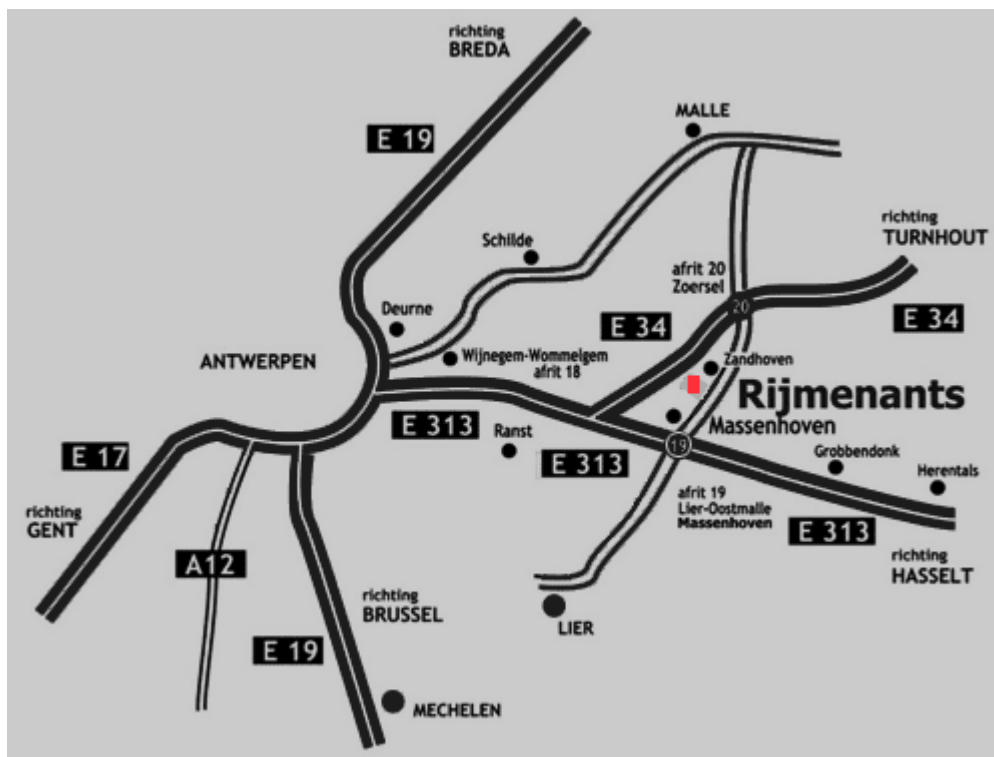 richting
BREDA
E 19
MALLE
richting
TURNHOUT
Schilde
afrit 20
Zoersel
20
Deurne
E 34
E 34
ANTWERPEN
Wijnegem-Wommelgem
afrit 18
Zandhoven
Rijmenants
E 313
Massenhoven
Ranst
19
E 17
E 313
Grobbendonk
Herentals
richting
GENT
afrit 19
Lier-Oostmalle
Massenhoven
E 313
A12
richting
HASSELT
richting
BRUSSEL
LIER
E 19
MECHELEN